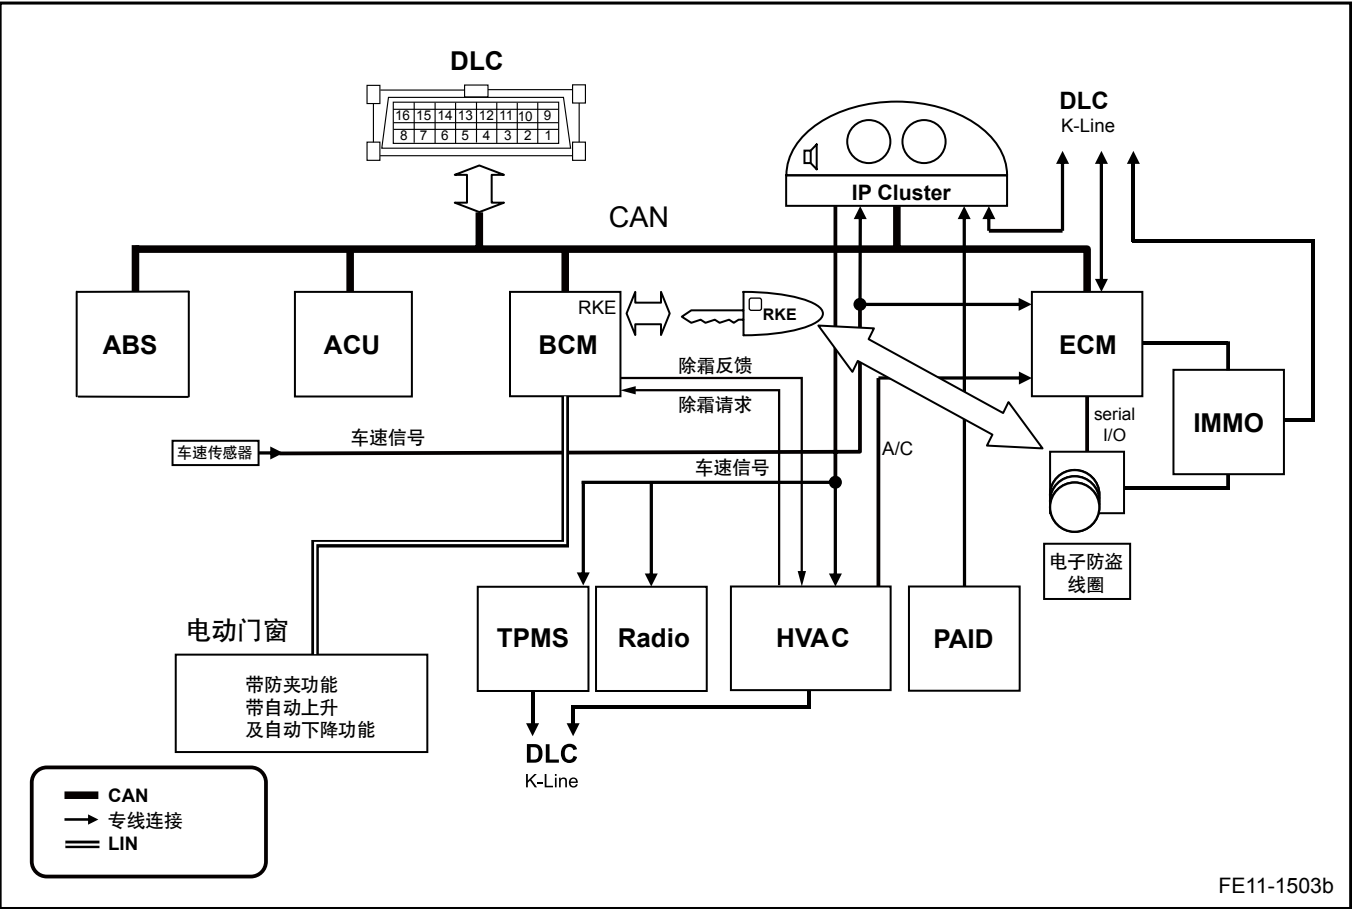 DLC
16 15 14 13 12 11 10 9
8 7 6 5 4 3 2 1
DLC
K-Line
IP Cluster
CAN
ABS
ACU
RKE
BCM
RKE
ECM
除霜反馈
除霜请求
serial
I/O
IMMO
车速传感器
车速信号
车速信号
A/C
电子防盗
线圈
电动门窗
TPMS
Radio
HVAC
PAID
带防夹功能
带自动上升
及自动下降功能
DLC
K-Line
CAN
专线连接
LIN
FE11-1503b